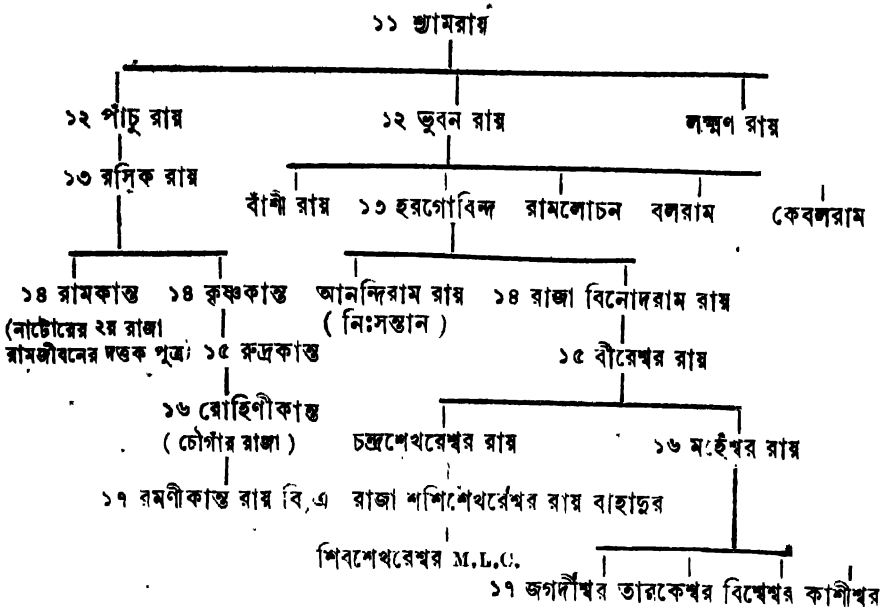 ১১ শ্যামরায়
১২ পাঁচু রায় ১২ ভুবন রায় লক্ষ্মণ রায়
১৩ রসিক রায়
বাঁশী রায় ১৩ হরগোবিন্দ রামলোচন বলরাম কেবলরাম
১৪ রামকান্ত ১৪ কৃষ্ণকান্ত আনন্দিরাম রায় ১৪ রাজা বিনোদরাম রায়
(নাটোরের ২য় রাজা ( নিঃসন্তান )
রামজীবনের দত্তক পুত্র) ১৫ রুদ্রকান্ত ১৫ বীরেশ্বর রায়
১৬ রোহিণীকান্ত
( চৌগাঁর রাজা ) চন্দ্রশেখরেশ্বর রায় ১৬ মহেশ্বর রায়
১৭ রমণীকান্ত রায় বি,এ রাজা শশিশেখরেশ্বর রায় বাহাদুর
শিবশেখরেশ্বর M.L.C.
১৭ জগদীশ্বর তারকেশ্বর বিশ্বেশ্বর কাশীশ্বর